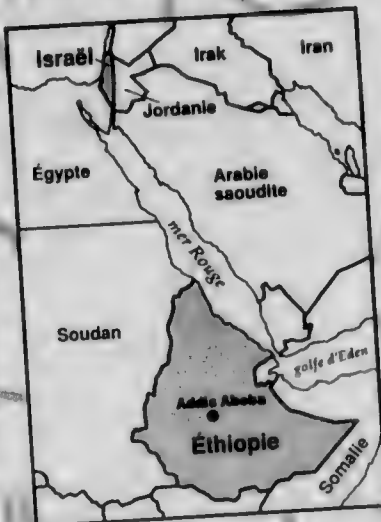 Israël
Irak
Iran
Jordanie
Égypte
Arabie
saoudite
mer Rouge
Soudan
golfe d'Eden
Addis Abeba
Éthiopie
Somalie